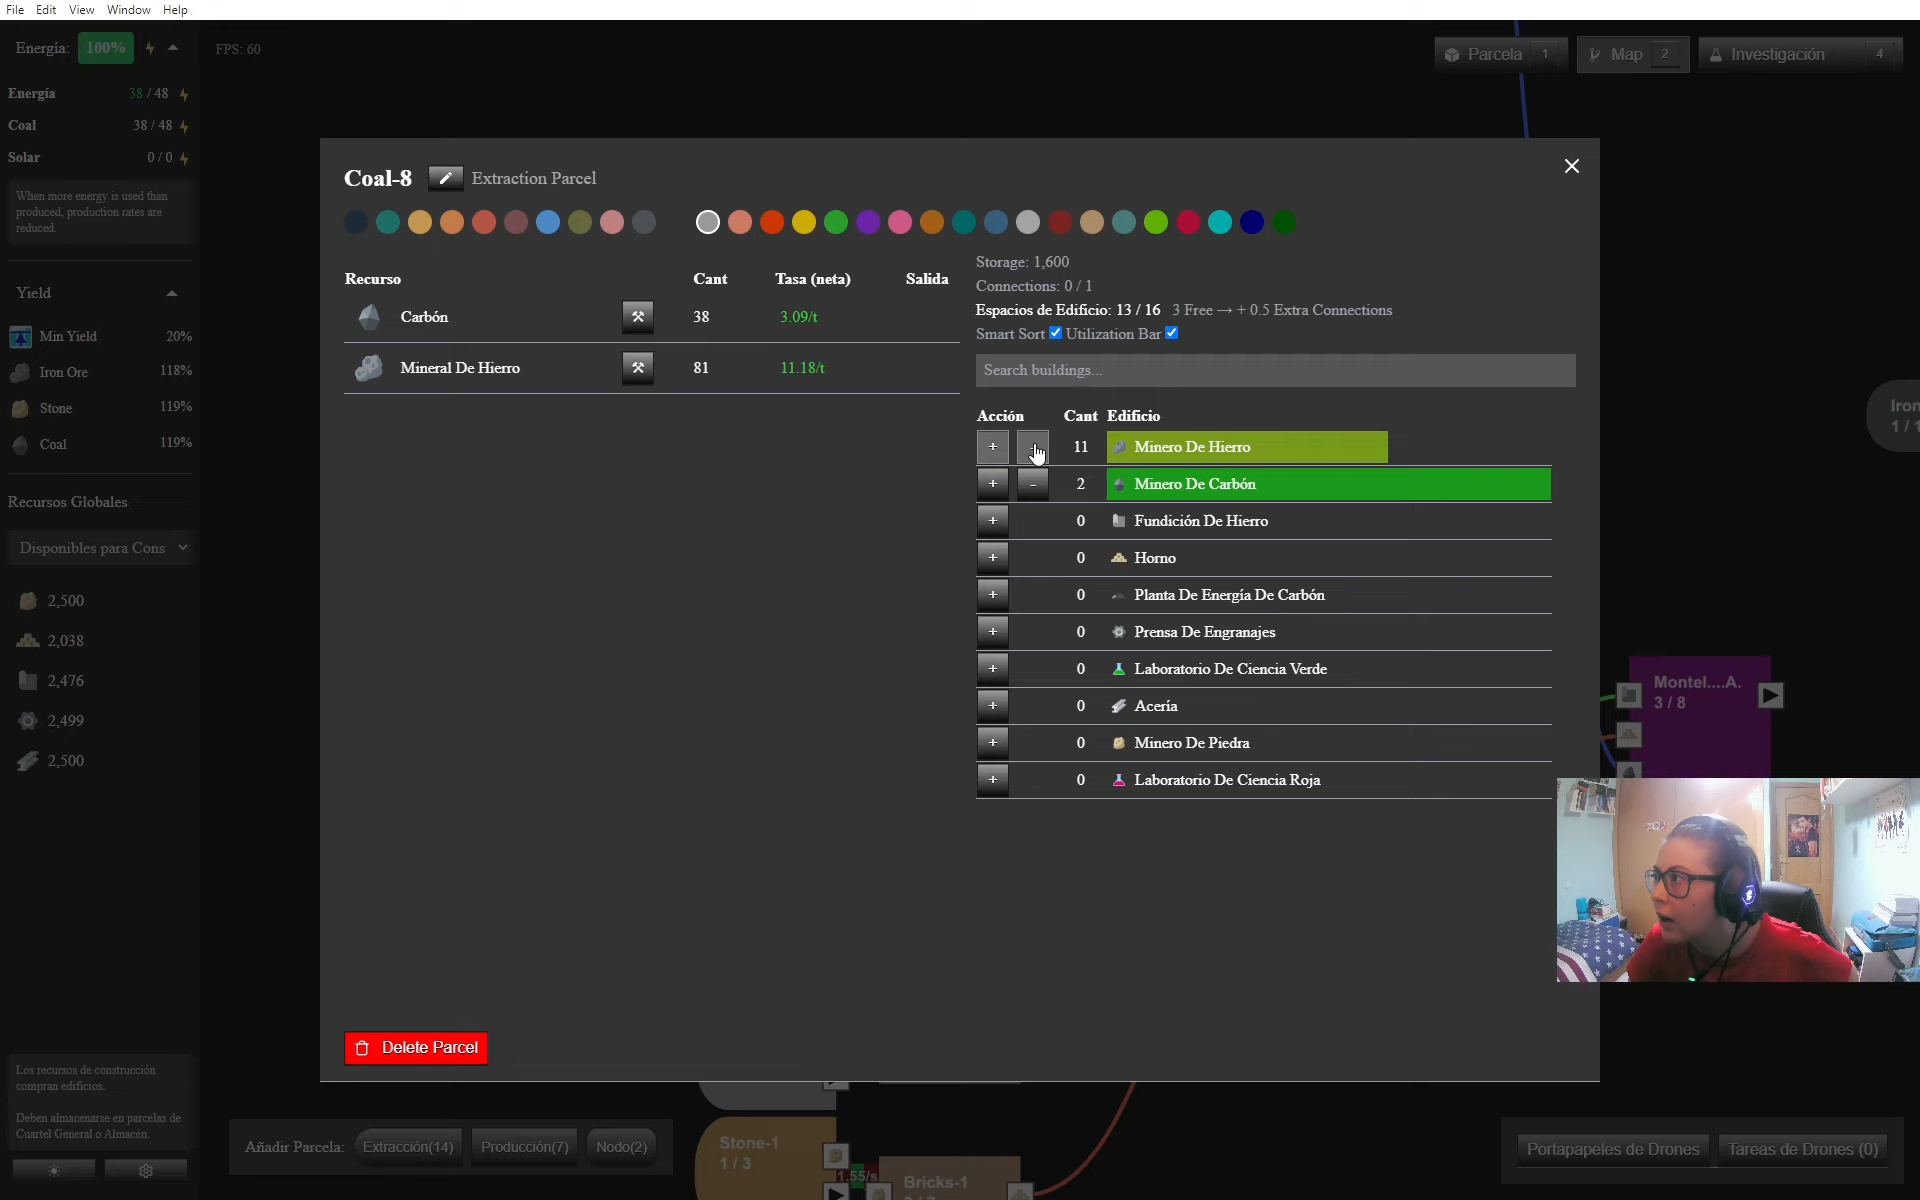 File Edit View Window Help
Energía: 100%
FPS: 60
Parcela 1
Map 2
Investigación 4
Energía 38 / 48
Coal 38 / 48
Solar 0 / 0
When more energy is used than
produced, production rates are
reduced.
Yield
Min Yield 20%
Iron Ore 118%
Stone 119%
Coal 119%
Recursos Globales
Disponibles para Cons
2,500
2,038
2,476
2,499
2,500
Los recursos de construcción
compran edificios.
Deben almacenarse en parcelas de
Cuartel General o Almacén.
Coal-8 Extraction Parcel
Recurso Cant Tasa (neta) Salida
Carbón 38 3.09/t
Mineral De Hierro 81 11.18/t
Storage: 1,600
Connections: 0 / 1
Espacios de Edificio: 13 / 16 3 Free → + 0.5 Extra Connections
Smart Sort Utilization Bar
Search buildings...
Acción Cant Edificio
+ 11 Minero De Hierro
+ - 2 Minero De Carbón
+ 0 Fundición De Hierro
+ 0 Horno
+ 0 Planta De Energía De Carbón
+ 0 Prensa De Engranajes
+ 0 Laboratorio De Ciencia Verde
+ 0 Acería
+ 0 Minero De Piedra
+ 0 Laboratorio De Ciencia Roja
Delete Parcel
Iron
Montel....A.
3 / 8
Añadir Parcela: Extracción(14) Producción(7) Nodo(2)
Stone-1
1 / 3
1.55/s
Bricks-1
Portapapeles de Drones
Tareas de Drones (0)